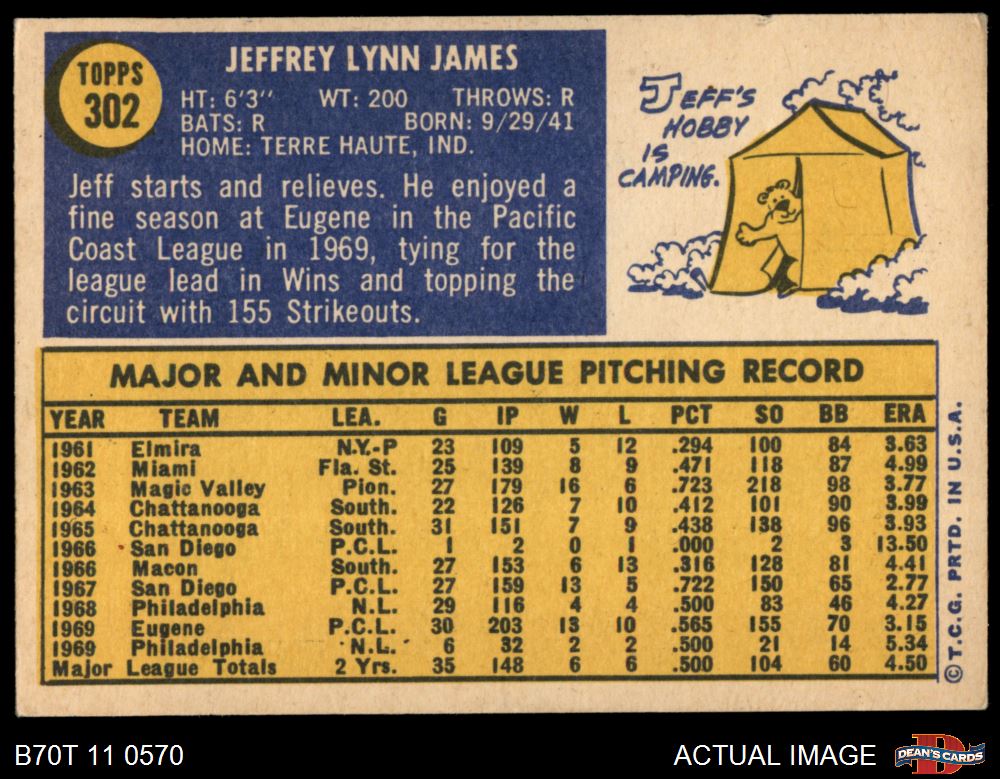 TOPPS
302
JEFFREY LYNN JAMES
HT: 6'3" WT: 200 THROWS: R
BATS: R BORN: 9/29/41
HOME: TERRE HAUTE, IND.
Jeff starts and relieves. He enjoyed a
fine season at Eugene in the Pacific
Coast League in 1969, tying for the
league lead in Wins and topping the
circuit with 155 Strikeouts.
JEFF'S
HOBBY
IS
CAMPING.
MAJOR AND MINOR LEAGUE PITCHING RECORD
YEAR TEAM LEA. G IP W L PCT SO BB ERA
1961 Elmira N.Y.-P 23 109 5 12 .294 100 84 3.63
1962 Miami Fla. St. 25 139 8 9 .471 118 87 4.99
1963 Magic Valley Pion. 27 179 16 6 .723 218 98 3.77
1964 Chattanooga South. 22 126 7 10 .412 101 90 3.99
1965 Chattanooga South. 31 151 7 9 .438 138 96 3.93
1966 San Diego P.C.L. 1 2 0 1 .000 2 3 13.50
1966 Macon South. 27 153 6 13 .316 128 81 4.41
1967 San Diego P.C.L. 27 159 13 5 .722 150 65 2.77
1968 Philadelphia N.L. 29 116 4 4 .500 83 46 4.27
1969 Eugene P.C.L. 30 203 13 10 .565 155 70 3.15
1969 Philadelphia N.L. 6 32 2 2 .500 21 14 5.34
Major League Totals 2 Yrs. 35 148 6 6 .500 104 60 4.50
© T.C.G. PRTD. IN U.S.A.
B70T 11 0570
ACTUAL IMAGE
DEAN'S CARDS